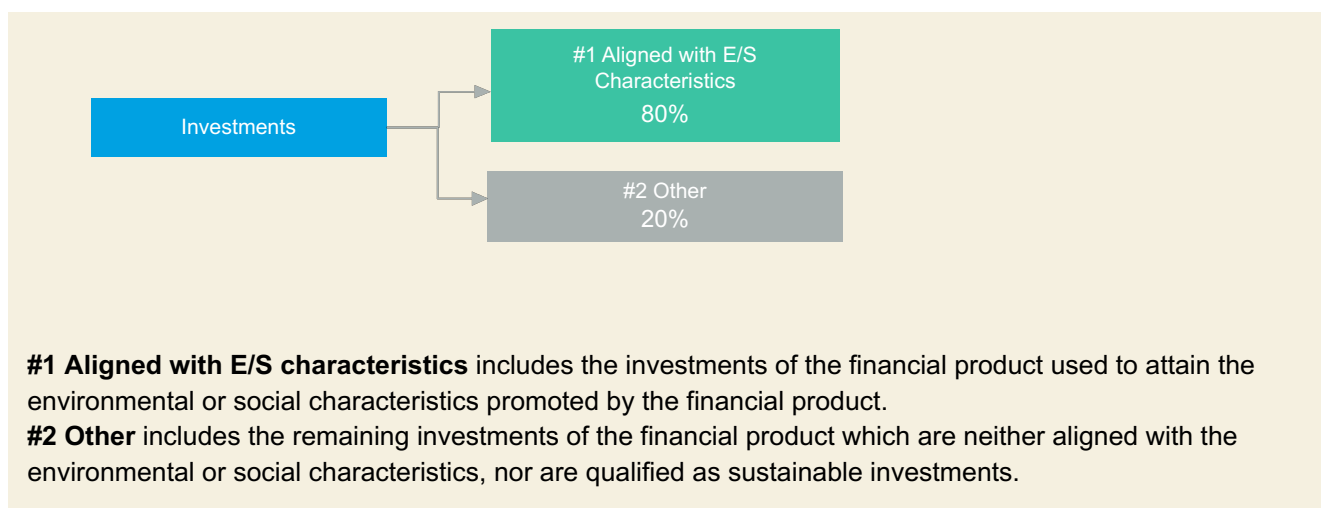 #1 Aligned with E/S
Characteristics
80%
Investments
#2 Other
20%
#1 Aligned with E/S characteristics includes the investments of the financial product used to attain the
environmental or social characteristics promoted by the financial product.
#2 Other includes the remaining investments of the financial product which are neither aligned with the
environmental or social characteristics, nor are qualified as sustainable investments.